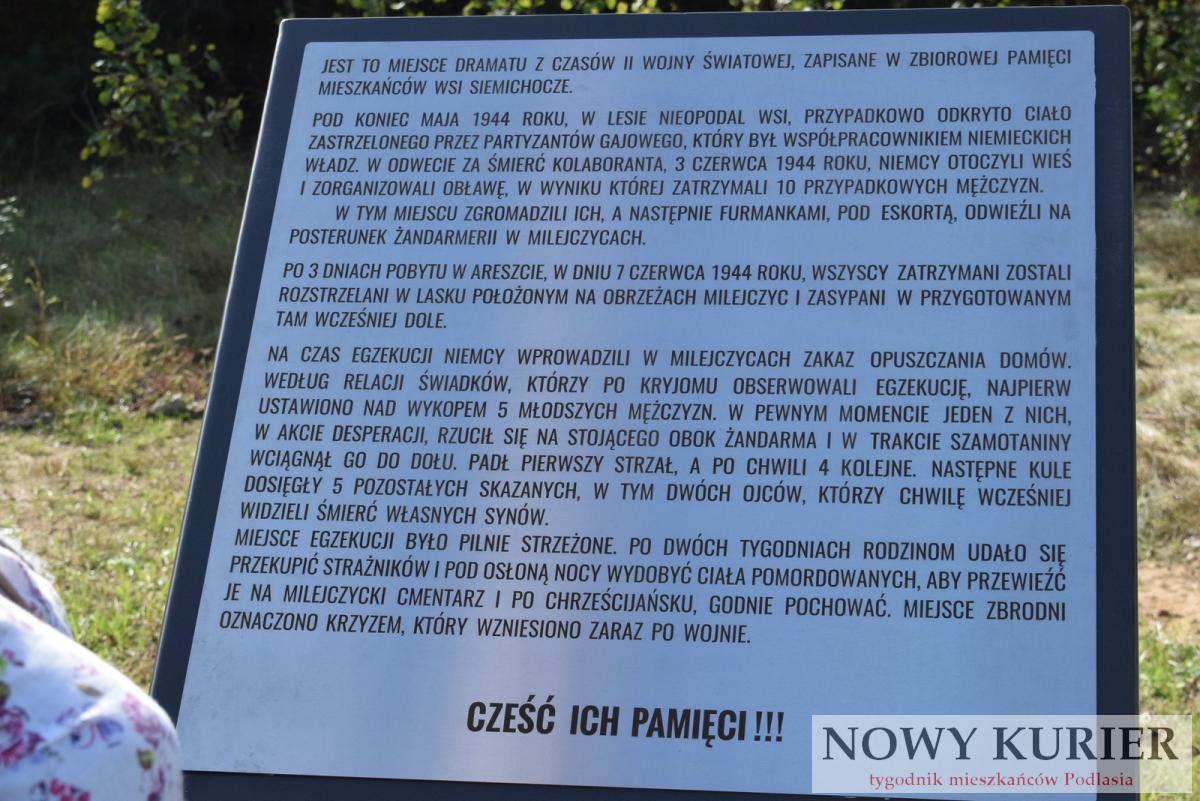 JEST TO MIEJSCE DRAMATU Z CZASÓW II WOJNY ŚWIATOWEJ, ZAPISANE W ZBIOROWEJ PAMIĘCI
MIESZKAŃCÓW WSI SIEMICHOCZE.
POD KONIEC MAJA 1944 ROKU, W LESIE NIEOPODAL WSI, PRZYPADKOWO ODKRYTO CIAŁO
ZASTRZELONEGO PRZEZ PARTYZANTÓW GAJOWEGO, KTÓRY BYŁ WSPÓŁPRACOWNIKIEM NIEMIECKICH
WŁADZ. W ODWECIE ZA ŚMIERĆ KOLABORANTA, 3 CZERWCA 1944 ROKU, NIEMCY OTOCZYLI WIEŚ
I ZORGANIZOWALI OBŁAWĘ, W WYNIKU KTÓREJ ZATRZYMALI 10 PRZYPADKOWYCH MĘŻCZYZN.
W TYM MIEJSCU ZGROMADZILI ICH, A NASTĘPNIE FURMANKAMI, POD ESKORTĄ, ODWIEŹLI NA
POSTERUNEK ŻANDARMERII W MILEJCZYCACH.
PO 3 DNIACH POBYTU W ARESZCIE, W DNIU 7 CZERWCA 1944 ROKU, WSZYSCY ZATRZYMANI ZOSTALI
ROZSTRZELANI W LASKU POŁOŻONYM NA OBRZEŻACH MILEJCZYC I ZASYPANI W PRZYGOTOWANYM
TAM WCZEŚNIEJ DOLE.
NA CZAS EGZEKUCJI NIEMCY WPROWADZILI W MILEJCZYCACH ZAKAZ OPUSZCZANIA DOMÓW.
WEDŁUG RELACJI ŚWIADKÓW, KTÓRZY PO KRYJOMU OBSERWOWALI EGZEKUCJĘ, NAJPIERW
USTAWIONO NAD WYKOPEM 5 MŁODSZYCH MĘŻCZYZN. W PEWNYM MOMENCIE JEDEN Z NICH,
W AKCIE DESPERACJI, RZUCIŁ SIĘ NA STOJĄCEGO OBOK ŻANDARMA I W TRAKCIE SZAMOTANINY
WCIĄGNĄŁ GO DO DOŁU. PADŁ PIERWSZY STRZAŁ, A PO CHWILI 4 KOLEJNE. NASTĘPNE KULE
DOSIĘGŁY 5 POZOSTAŁYCH SKAZANYCH, W TYM DWÓCH OJCÓW, KTÓRZY CHWILĘ WCZEŚNIEJ
WIDZIELI ŚMIERĆ WŁASNYCH SYNÓW.
MIEJSCE EGZEKUCJI BYŁO PILNIE STRZEŻONE. PO DWÓCH TYGODNIACH RODZINOM UDAŁO SIĘ
PRZEKUPIĆ STRAŻNIKÓW I POD OSŁONĄ NOCY WYDOBYĆ CIAŁA POMORDOWANYCH, ABY PRZEWIEŹĆ
JE NA MILEJCZYCKI CMENTARZ I PO CHRZEŚCIJAŃSKU, GODNIE POCHOWAĆ. MIEJSCE ZBRODNI
OZNACZONO KRZYZEM, KTÓRY WZNIESIONO ZARAZ PO WOJNIE.
CZEŚĆ ICH PAMIĘCI!!!
NOWY KURIER
tygodnik mieszkańców Podlasia